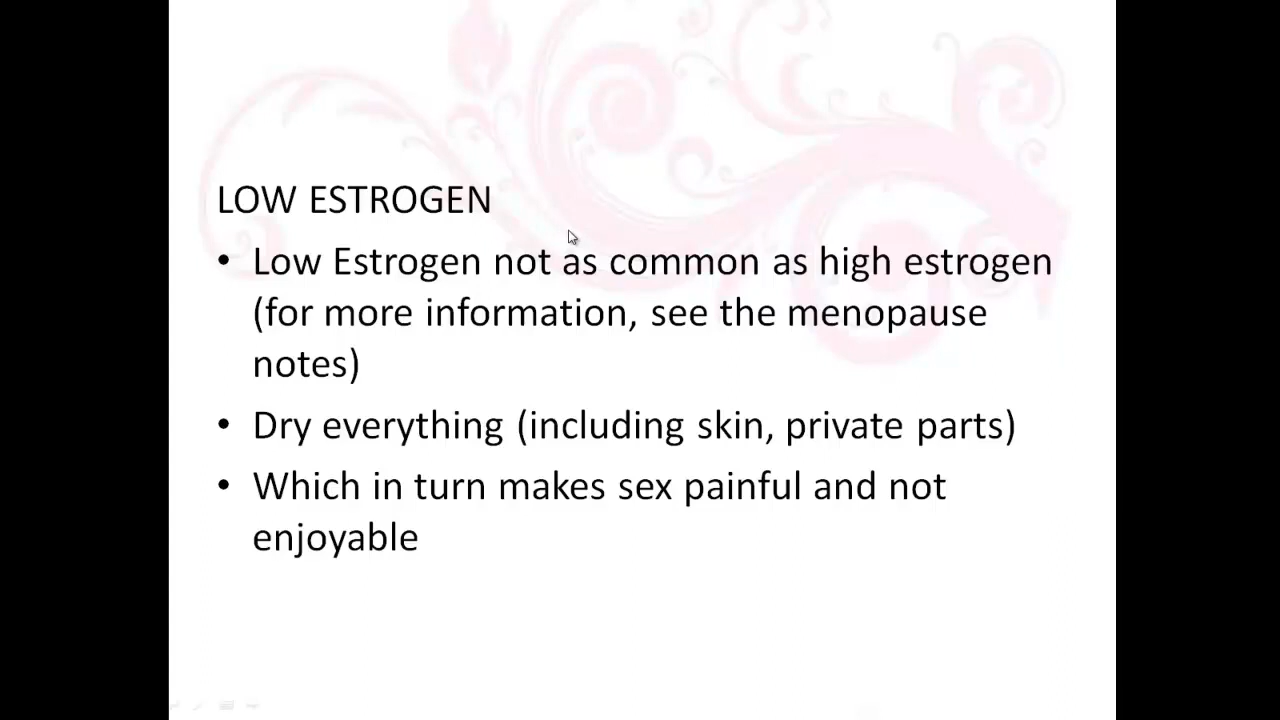 LOW ESTROGEN
• Low Estrogen not as common as high estrogen
(for more information, see the menopause
notes)
• Dry everything (including skin, private parts)
• Which in turn makes sex painful and not
enjoyable